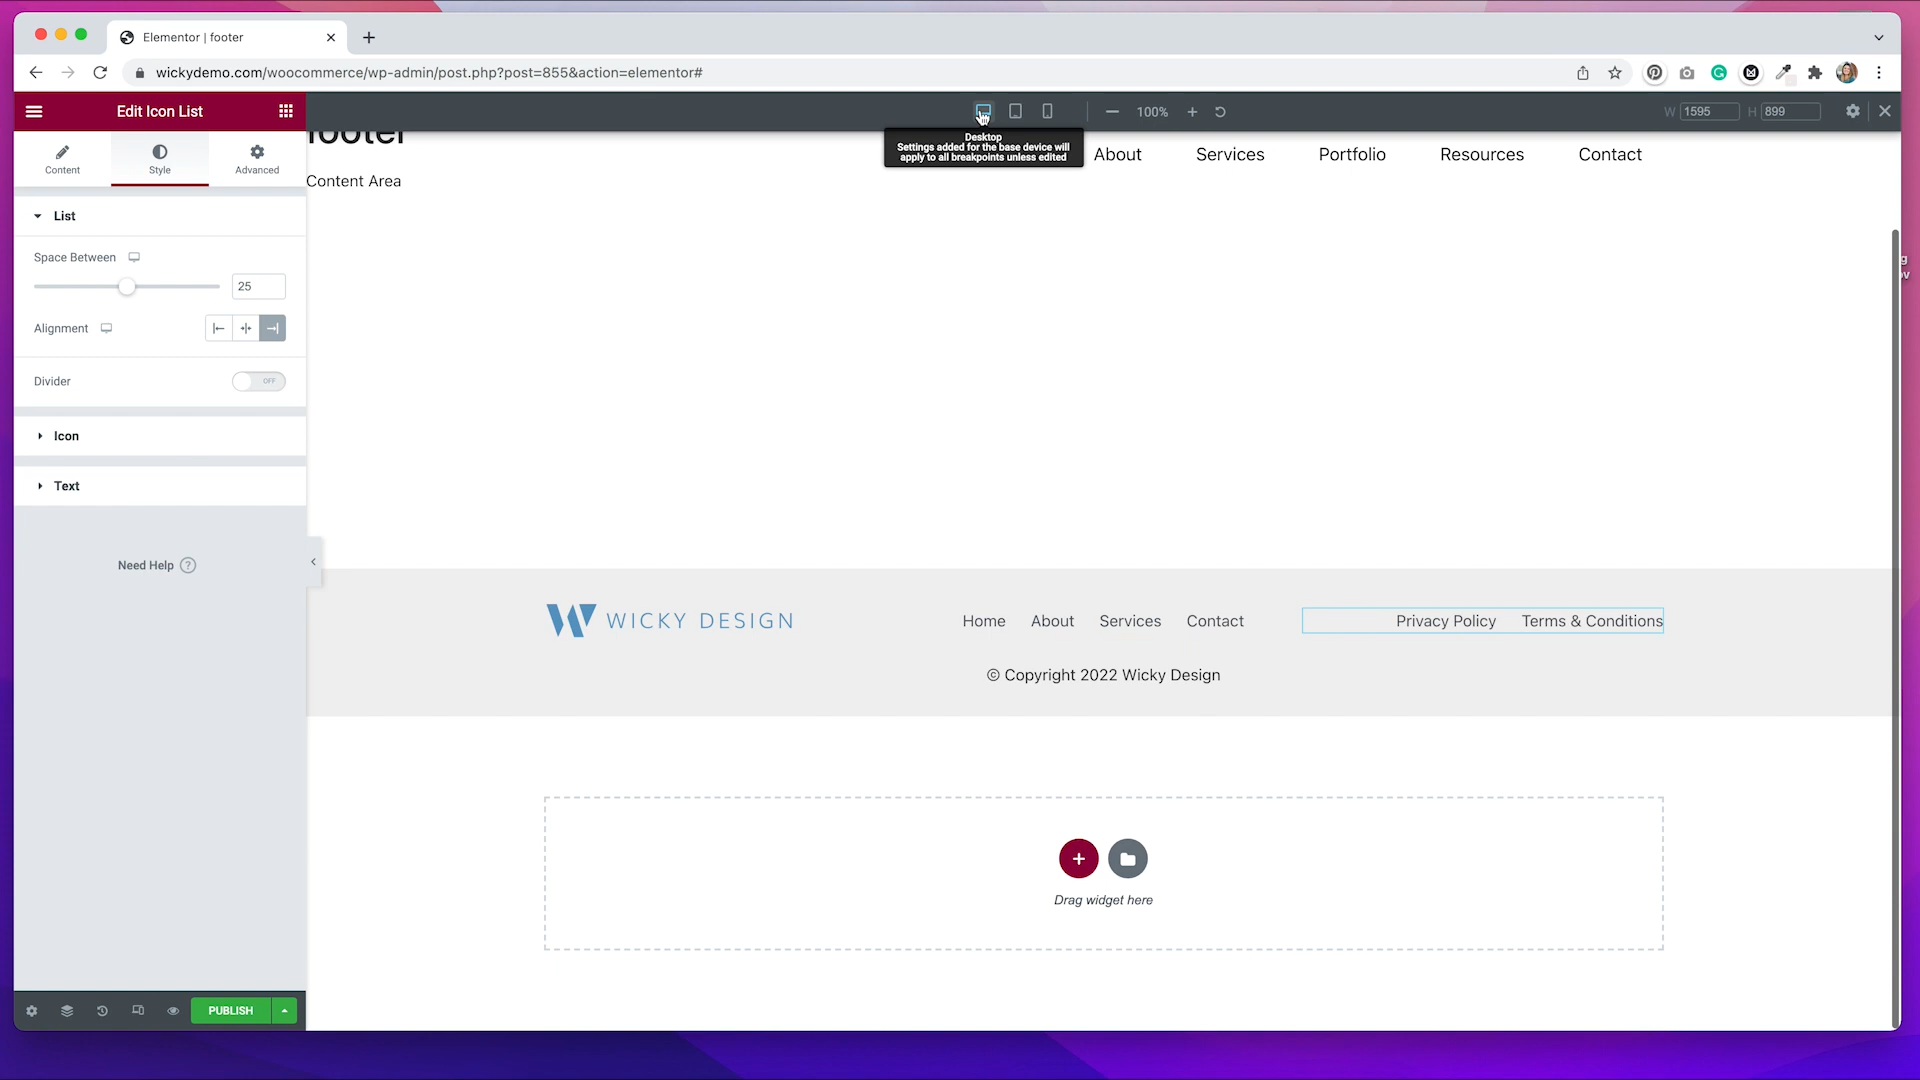 Elementor | footer
wickydemo.com/woocommerce/wp-admin/post.php?post=855&action=elementor#
Edit Icon List
100%
W 1595 H 899
Content
Style
Advanced
footer
Desktop
Settings added for the base device will
apply to all breakpoints unless edited
About Services Portfolio Resources Contact
Content Area
List
Space Between
25
Alignment
Divider
OFF
Icon
Text
Need Help ?
WICKY DESIGN
Home About Services Contact
Privacy Policy Terms & Conditions
© Copyright 2022 Wicky Design
Drag widget here
PUBLISH